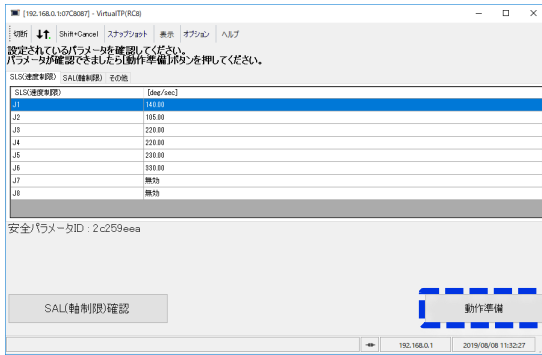 [192.168.0.1:07C8087] - VirtualTP(RC8)
切断 Shift+Cancel スナップショット 表示 オプション ヘルプ
設定されているパラメータを確認してください。
パラメータが確認できましたら[動作準備]ボタンを押してください。
SLS(速度制限) SAL(軸制限) その他
SLS(速度制限) [deg/sec]
J1 140.00
J2 105.00
J3 220.00
J4 220.00
J5 230.00
J6 330.00
J7 無効
J8 無効
安全パラメータID : 2c259eea
SAL(軸制限)確認 動作準備
192.168.0.1 2019/08/08 11:32:27